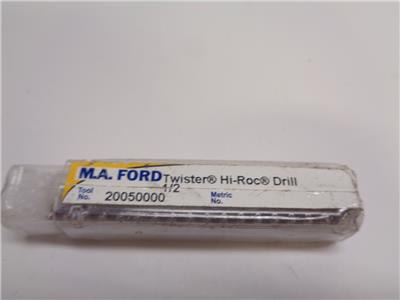 M.A. FORD Twister® Hi-Roc® Drill
1/2
Tool No. 20050000 Metric No.